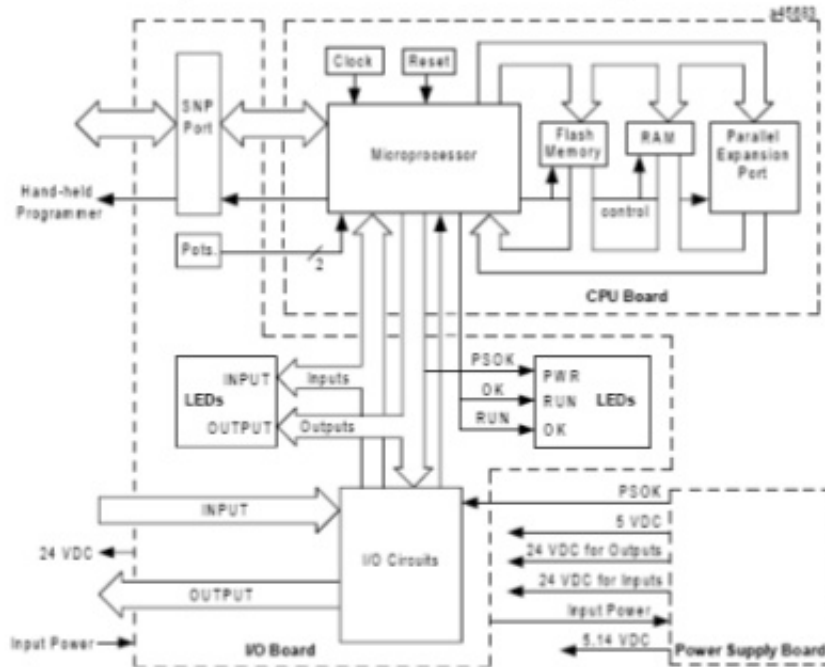 a45693
Clock
Reset
SNP
Port
Microprocessor
Flash
Memory
RAM
Parallel
Expansion
Port
Hand-held
Programmer
control
Pots.
2
CPU Board
INPUT
Inputs
LEDs
OUTPUT
Outputs
PSOK
PWR
OK
RUN
LEDs
RUN
OK
PSOK
INPUT
5 VDC
24 VDC
I/O Circuits
24 VDC for Outputs
24 VDC for Inputs
OUTPUT
Input Power
Input Power
I/O Board
5.14 VDC
Power Supply Board